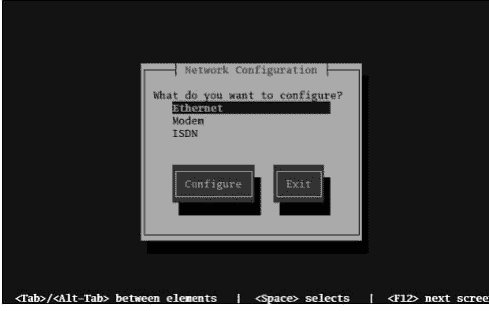 Network Configuration
What do you want to configure?
Ethernet
Modem
ISDN
Configure Exit
<Tab>/<Alt-Tab> between elements | <Space> selects | <F12> next scree